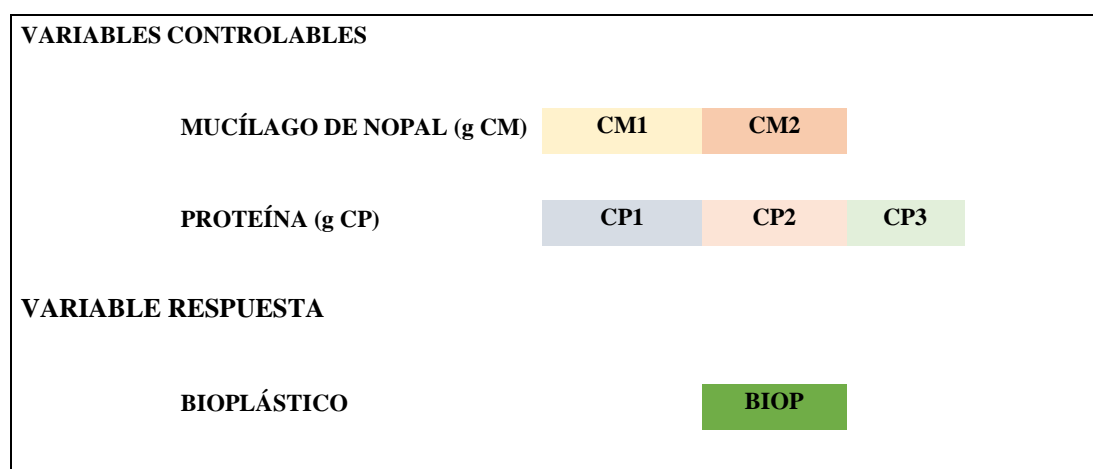 VARIABLES CONTROLABLES
MUCÍLAGO DE NOPAL (g CM) CM1 CM2
PROTEÍNA (g CP) CP1 CP2 CP3
VARIABLE RESPUESTA
BIOPLÁSTICO BIOP